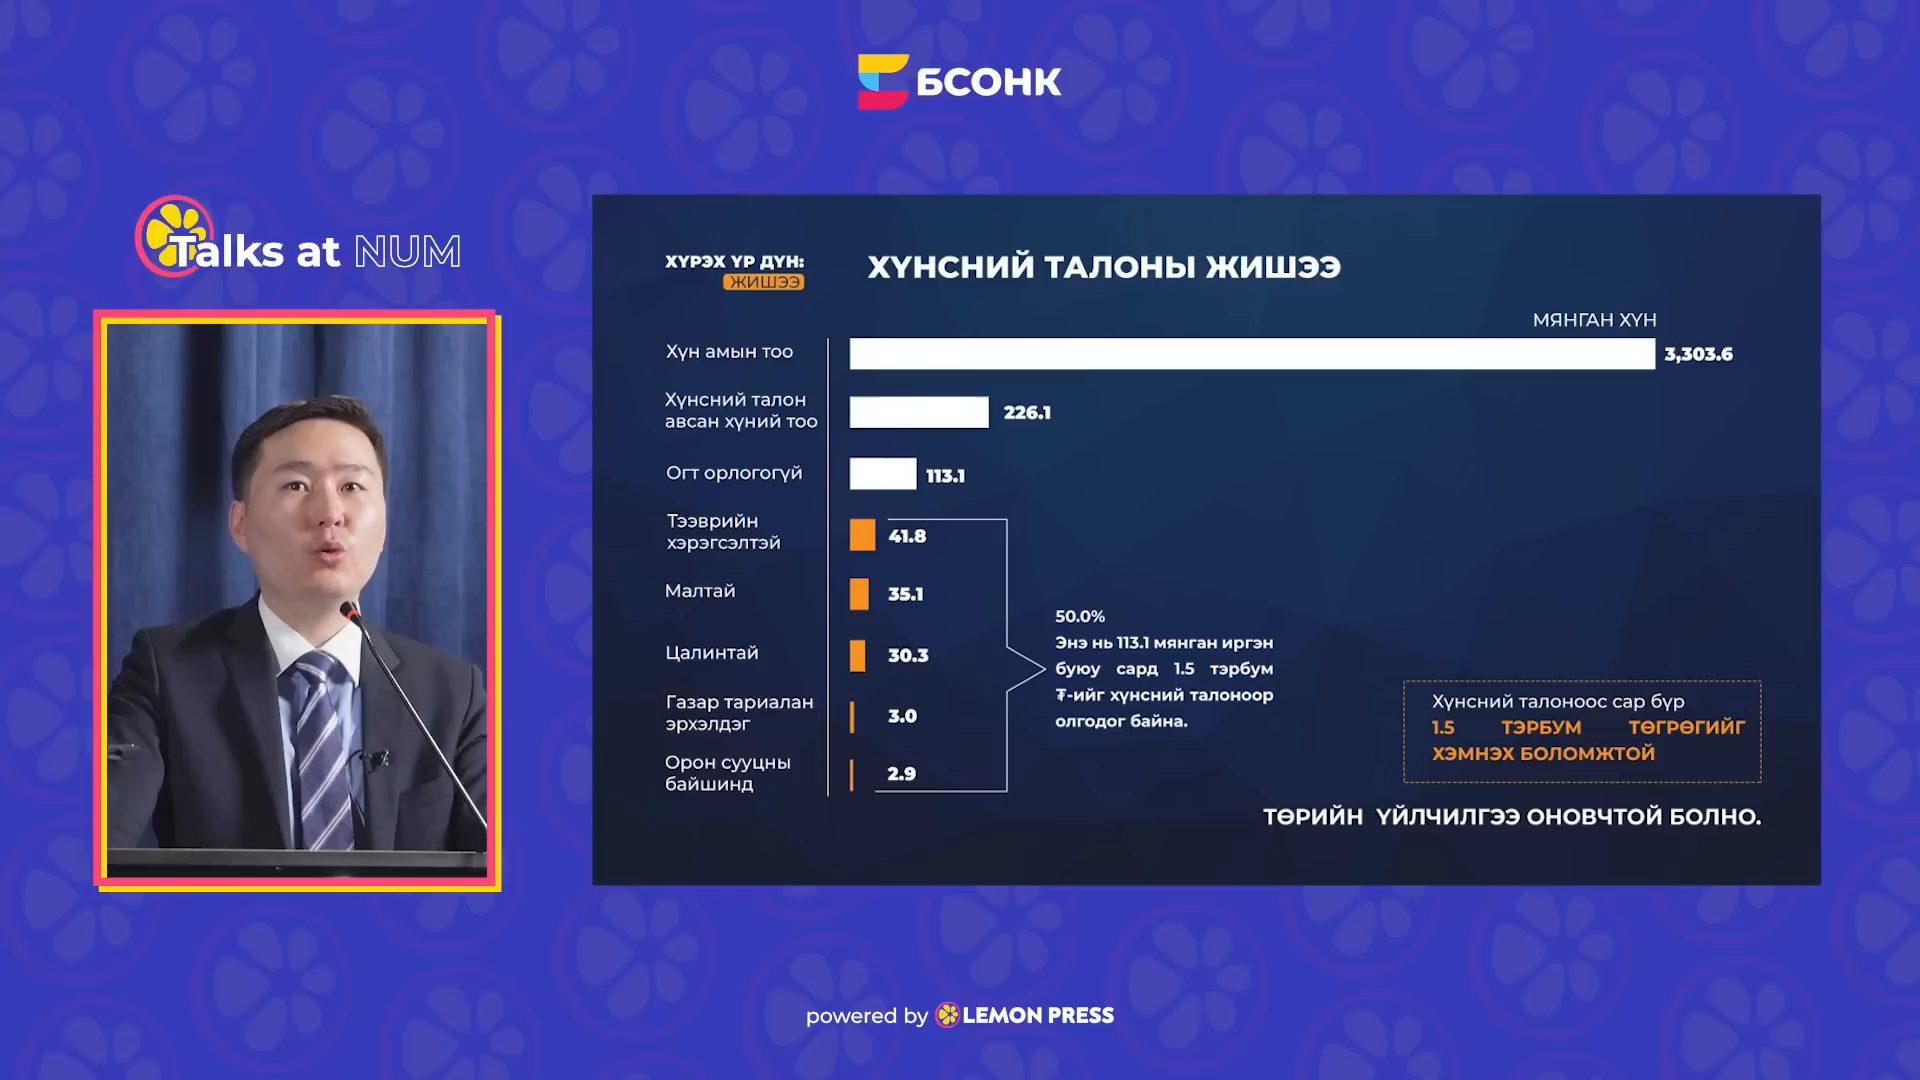 БСОНК
Talks at NUM
ХҮРЭХ ҮР ДҮН:
ЖИШЭЭ
ХҮНСНИЙ ТАЛОНЫ ЖИШЭЭ
МЯНГАН ХҮН
Хүн амын тоо
3,303.6
Хүнсний талон
авсан хүний тоо
226.1
Огт орлогогүй
113.1
Тээврийн
хэрэгсэлтэй
41.8
Малтай
35.1
Цалинтай
30.3
Газар тариалан
эрхэлдэг
3.0
Орон сууцны
байшинд
2.9
50.0%
Энэ нь 113.1 мянган иргэн
буюу сард 1.5 тэрбум
₮-ийг хүнсний талоноор
олгодог байна.
Хүнсний талоноос сар бүр
1.5 ТЭРБУМ ТӨГРӨГИЙГ
ХЭМНЭХ БОЛОМЖТОЙ
ТӨРИЙН ҮЙЛЧИЛГЭЭ ОНОВЧТОЙ БОЛНО.
powered by LEMON PRESS